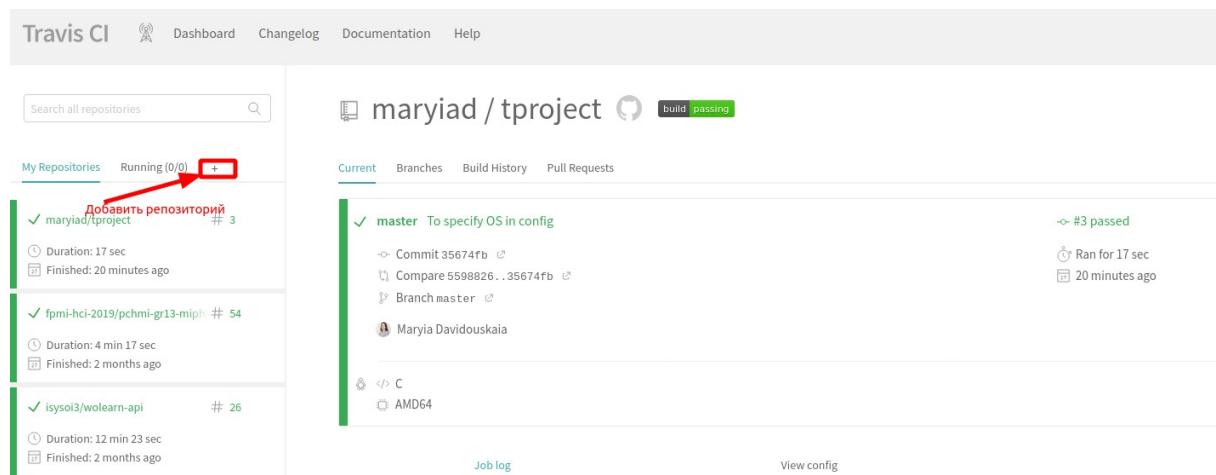 Travis CI Dashboard Changelog Documentation Help
Search all repositories
My Repositories Running (0/0) +
Добавить репозиторий
maryiad/tproject # 3
Duration: 17 sec
Finished: 20 minutes ago
fpmi-hci-2019/pchmi-gr13-miph # 54
Duration: 4 min 17 sec
Finished: 2 months ago
isysoi3/wolearn-api # 26
Duration: 12 min 23 sec
Finished: 2 months ago
maryiad / tproject build passing
Current Branches Build History Pull Requests
master To specify OS in config
Commit 35674fb
Compare 5598826..35674fb
Branch master
Maryia Davidouskaia
</> C
AMD64
#3 passed
Ran for 17 sec
20 minutes ago
Job log View config